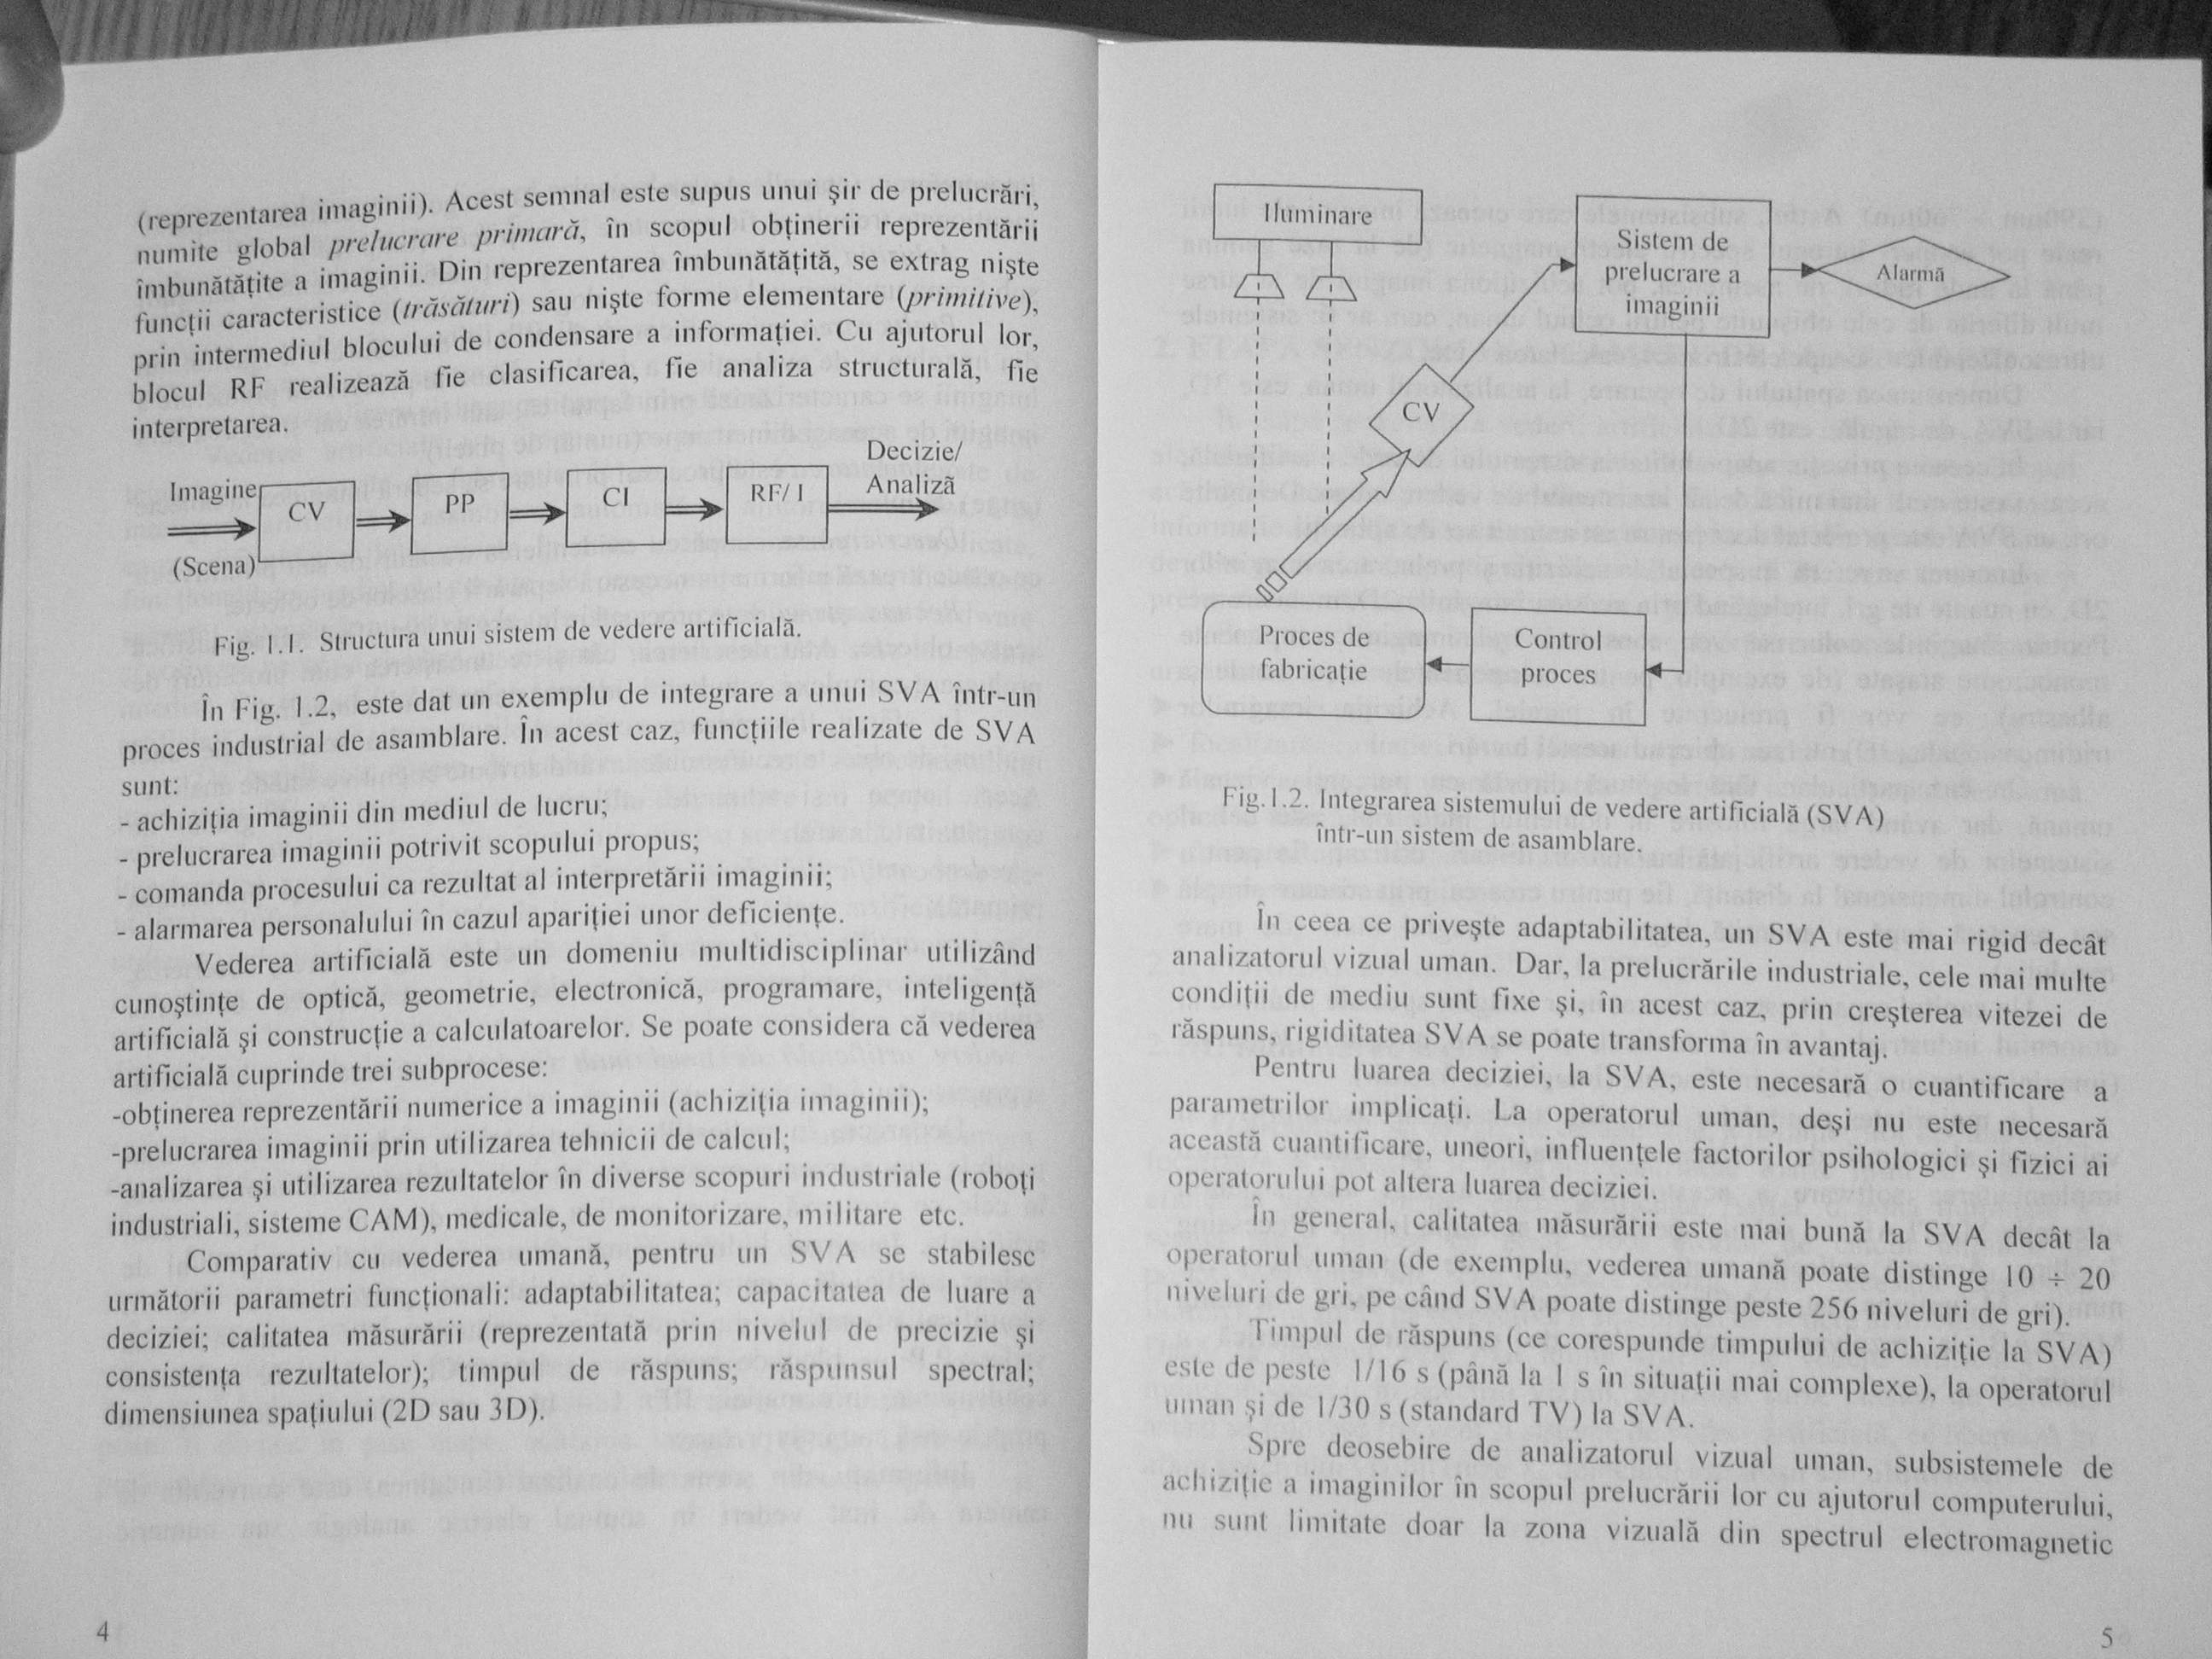 (reprezentarea imaginii). Acest semnal este supus unui şir de prelucrări,
numite global prelucrare primară, în scopul obţinerii reprezentării
îmbunătăţite a imaginii. Din reprezentarea îmbunătăţită, se extrag nişte
funcţii caracteristice (trăsături) sau nişte forme elementare (primitive),
prin intermediul blocului de condensare a informaţiei. Cu ajutorul lor,
blocul RF realizează fie clasificarea, fie analiza structurală, fie
interpretarea.
Imagine
(Scena)
CV
PP
CI
RF/ I
Decizie/
Analiză
Fig. 1.1. Structura unui sistem de vedere artificială.
În Fig. 1.2, este dat un exemplu de integrare a unui SVA într-un
proces industrial de asamblare. În acest caz, funcţiile realizate de SVA
sunt:
- achiziţia imaginii din mediul de lucru;
- prelucrarea imaginii potrivit scopului propus;
- comanda procesului ca rezultat al interpretării imaginii;
- alarmarea personalului în cazul apariţiei unor deficienţe.
Vederea artificială este un domeniu multidisciplinar utilizând
cunoştinţe de optică, geometrie, electronică, programare, inteligenţă
artificială şi construcţie a calculatoarelor. Se poate considera că vederea
artificială cuprinde trei subprocese:
-obţinerea reprezentării numerice a imaginii (achiziţia imaginii);
-prelucrarea imaginii prin utilizarea tehnicii de calcul;
-analizarea şi utilizarea rezultatelor în diverse scopuri industriale (roboţi
industriali, sisteme CAM), medicale, de monitorizare, militare etc.
Comparativ cu vederea umană, pentru un SVA se stabilesc
următorii parametri funcţionali: adaptabilitatea; capacitatea de luare a
deciziei; calitatea măsurării (reprezentată prin nivelul de precizie şi
consistenţa rezultatelor); timpul de răspuns; răspunsul spectral;
dimensiunea spaţiului (2D sau 3D).
4
Iluminare
Sistem de
prelucrare a
imaginii
Alarmă
CV
Proces de
fabricaţie
Control
proces
Fig.1.2. Integrarea sistemului de vedere artificială (SVA)
într-un sistem de asamblare.
În ceea ce priveşte adaptabilitatea, un SVA este mai rigid decât
analizatorul vizual uman. Dar, la prelucrările industriale, cele mai multe
condiţii de mediu sunt fixe şi, în acest caz, prin creşterea vitezei de
răspuns, rigiditatea SVA se poate transforma în avantaj.
Pentru luarea deciziei, la SVA, este necesară o cuantificare a
parametrilor implicaţi. La operatorul uman, deşi nu este necesară
această cuantificare, uneori, influenţele factorilor psihologici şi fizici ai
operatorului pot altera luarea deciziei.
În general, calitatea măsurării este mai bună la SVA decât la
operatorul uman (de exemplu, vederea umană poate distinge 10 ÷ 20
niveluri de gri, pe când SVA poate distinge peste 256 niveluri de gri).
Timpul de răspuns (ce corespunde timpului de achiziţie la SVA)
este de peste 1/16 s (până la 1 s în situaţii mai complexe), la operatorul
uman şi de 1/30 s (standard TV) la SVA.
Spre deosebire de analizatorul vizual uman, subsistemele de
achiziţie a imaginilor în scopul prelucrării lor cu ajutorul computerului,
nu sunt limitate doar la zona vizuală din spectrul electromagnetic
5